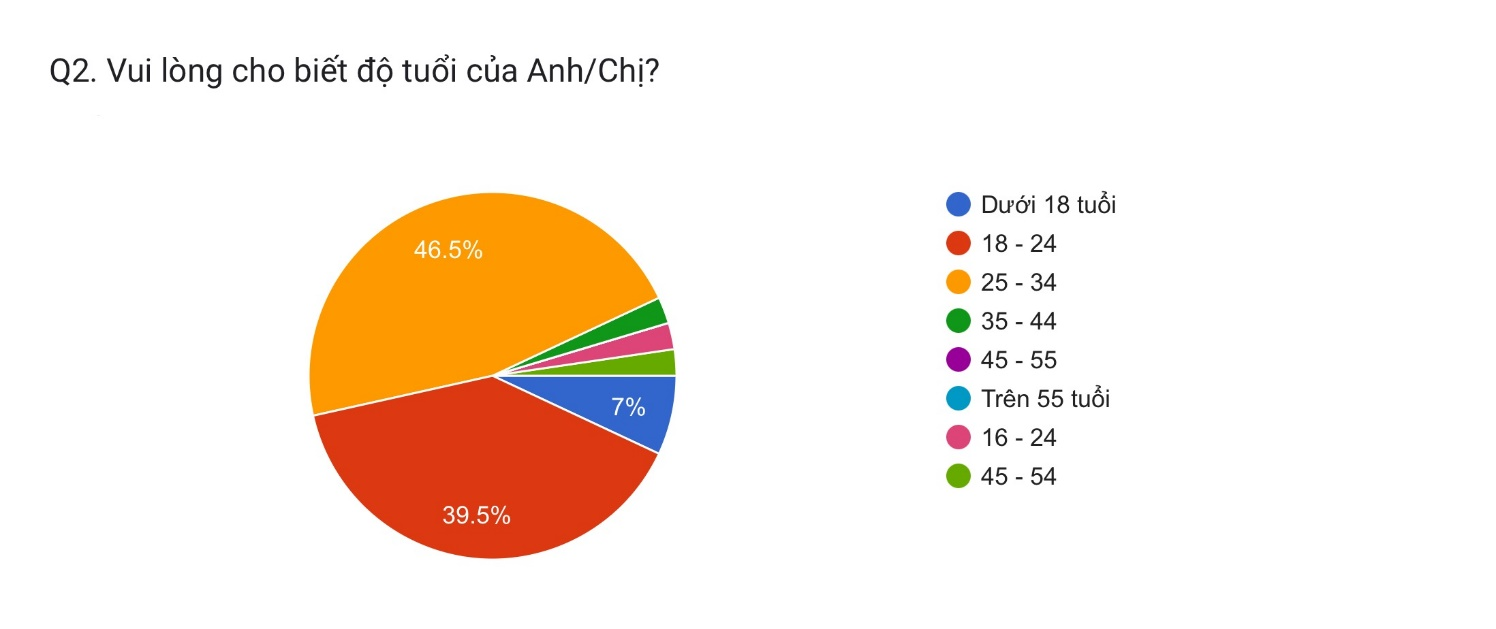 Q2. Vui lòng cho biết độ tuổi của Anh/Chị?
46.5%
7%
39.5%
Dưới 18 tuổi
18 - 24
25 - 34
35 - 44
45 - 55
Trên 55 tuổi
16 - 24
45 - 54